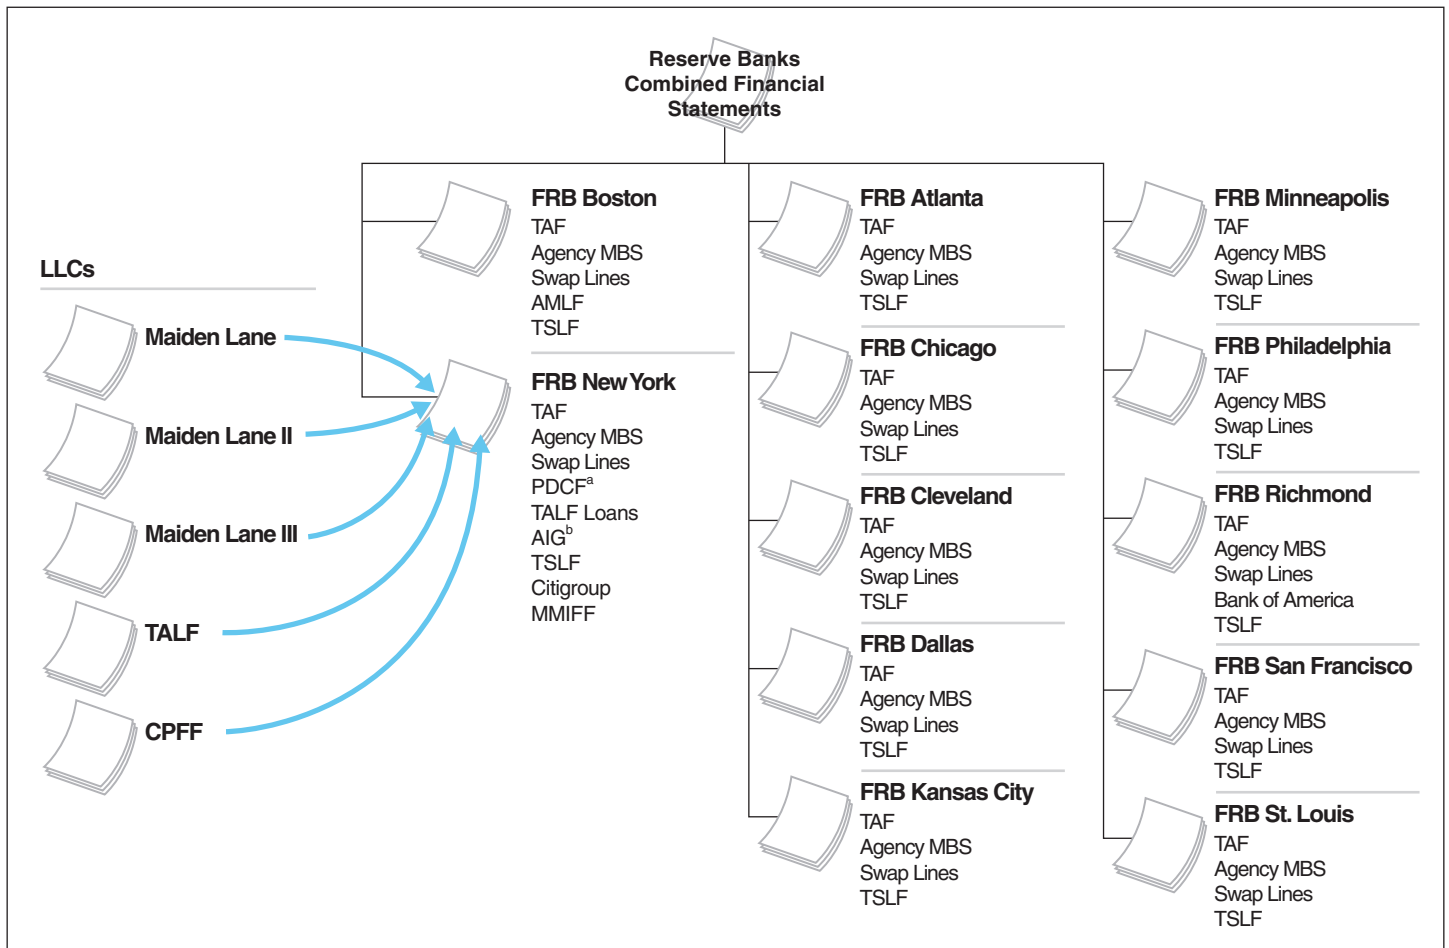 Reserve Banks
Combined Financial
Statements
LLCs
Maiden Lane
Maiden Lane II
Maiden Lane III
TALF
CPFF
FRB Boston
TAF
Agency MBS
Swap Lines
AMLF
TSLF
FRB New York
TAF
Agency MBS
Swap Lines
PDCFa
TALF Loans
AIGb
TSLF
Citigroup
MMIFF
FRB Atlanta
TAF
Agency MBS
Swap Lines
TSLF
FRB Chicago
TAF
Agency MBS
Swap Lines
TSLF
FRB Cleveland
TAF
Agency MBS
Swap Lines
TSLF
FRB Dallas
TAF
Agency MBS
Swap Lines
TSLF
FRB Kansas City
TAF
Agency MBS
Swap Lines
TSLF
FRB Minneapolis
TAF
Agency MBS
Swap Lines
TSLF
FRB Philadelphia
TAF
Agency MBS
Swap Lines
TSLF
FRB Richmond
TAF
Agency MBS
Swap Lines
Bank of America
TSLF
FRB San Francisco
TAF
Agency MBS
Swap Lines
TSLF
FRB St. Louis
TAF
Agency MBS
Swap Lines
TSLF